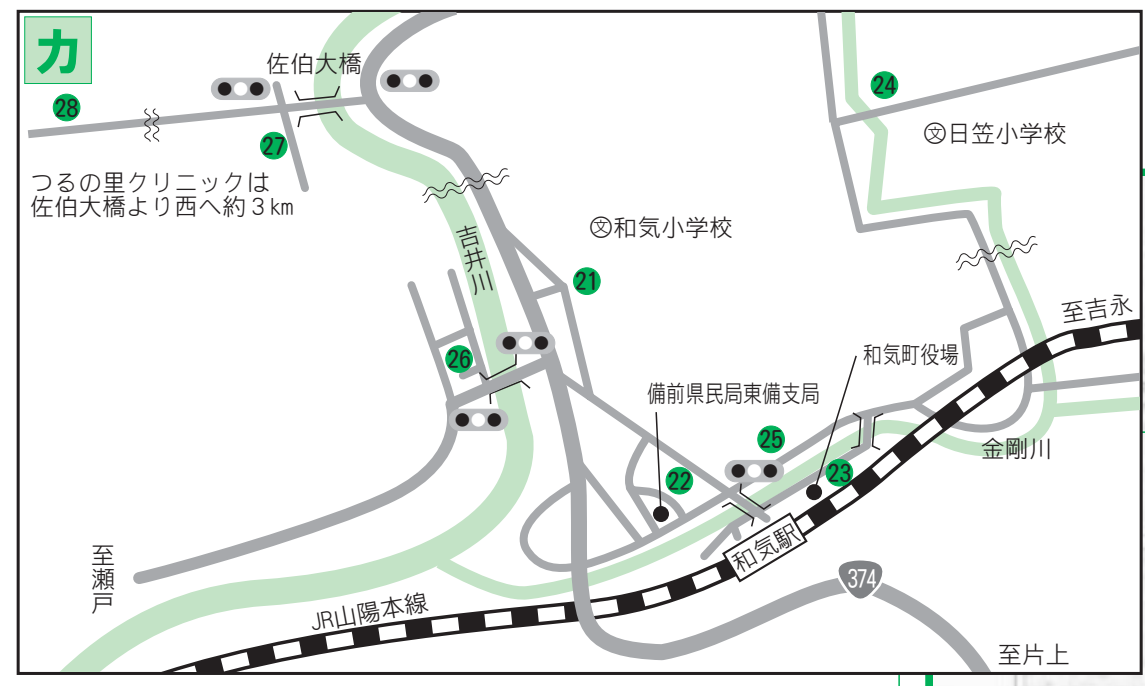 カ
佐伯大橋
28
27
24
文日笠小学校
つるの里クリニックは
佐伯大橋より西へ約3km
文和気小学校
吉井川
21
至吉永
26
和気町役場
備前県民局東備支局
25
22
23
金剛川
和気駅
至瀬戸
374
JR山陽本線
至片上